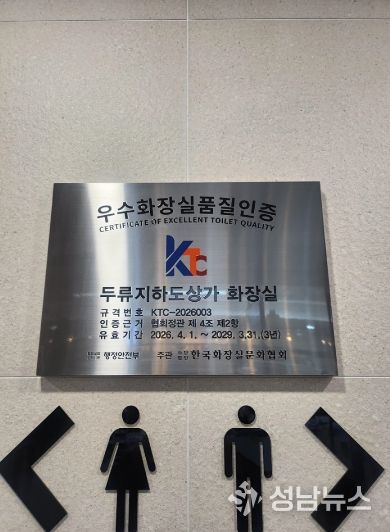 우수화장실품질인증
CERTIFICATE OF EXCELLENT TOILET QUALITY
KTC
두류지하도상가 화장실
규격번호 KTC-2026003
인증근거 협회정관 제 4조 제2항
유효기간 2026. 4. 1. ~ 2029. 3.31.(3년)
행정안전부 주관 한국화장실문화협회
성남뉴스